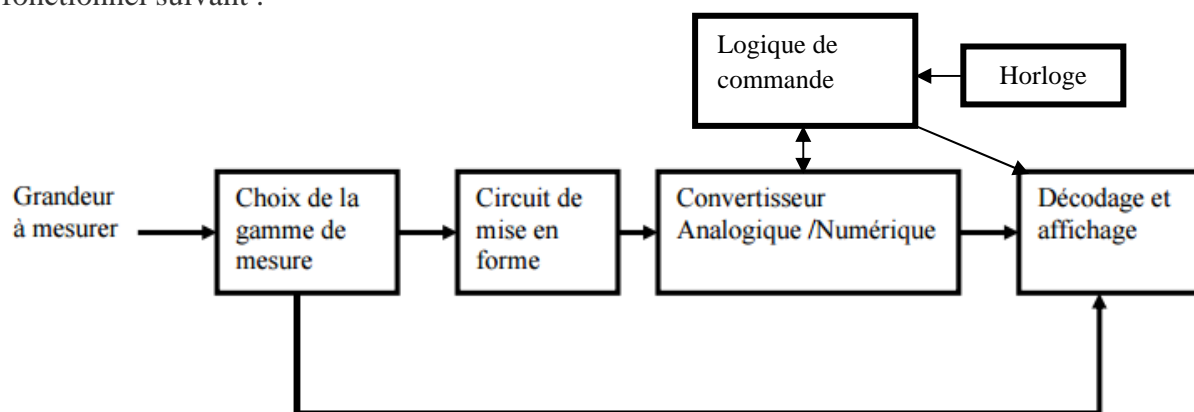 fonctionnel suivant :
Logique de
commande
Horloge
Grandeur
à mesurer
Choix de la
gamme de
mesure
Circuit de
mise en
forme
Convertisseur
Analogique /Numérique
Décodage et
affichage